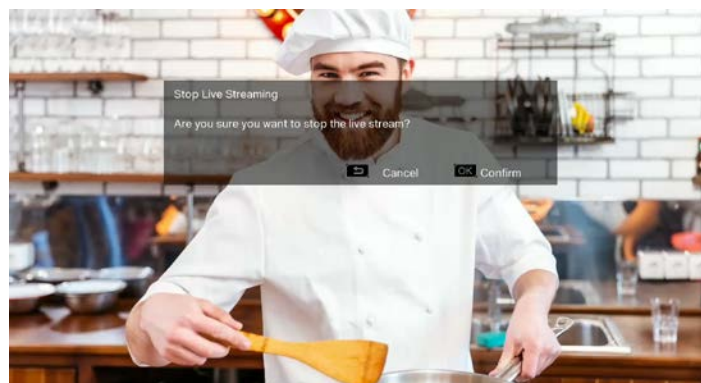 Stop Live Streaming
Are you sure you want to stop the live stream?
Cancel
OK Confirm